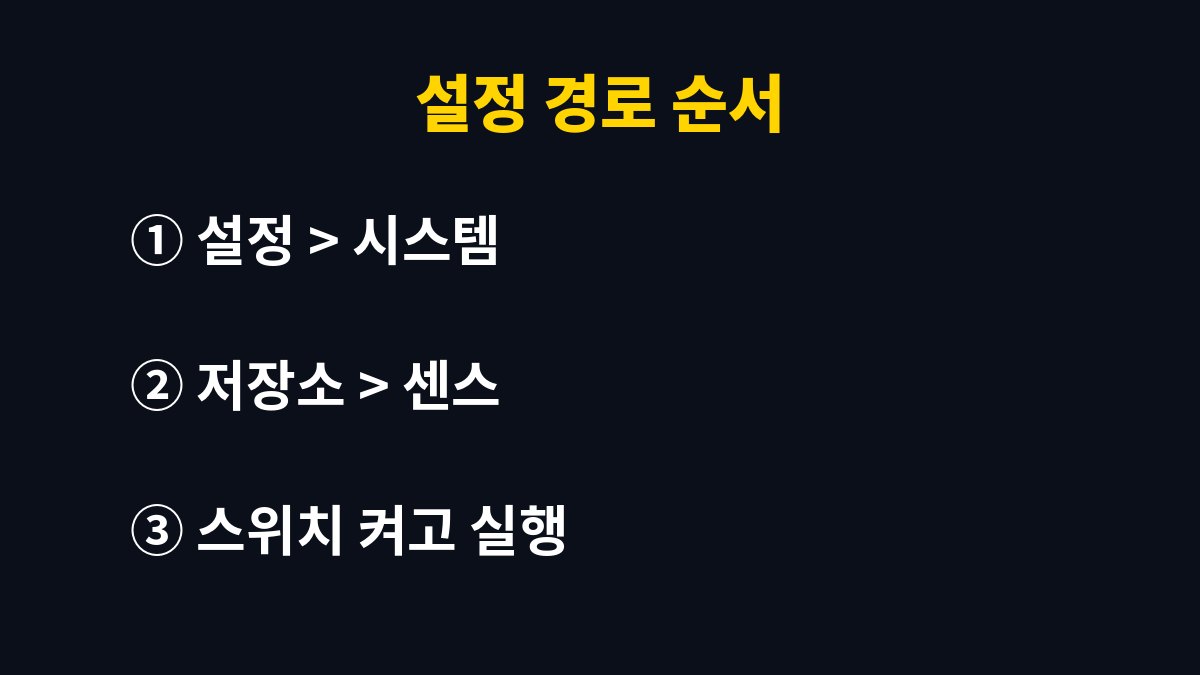 설정 경로 순서
① 설정 > 시스템
② 저장소 > 센스
③ 스위치 켜고 실행